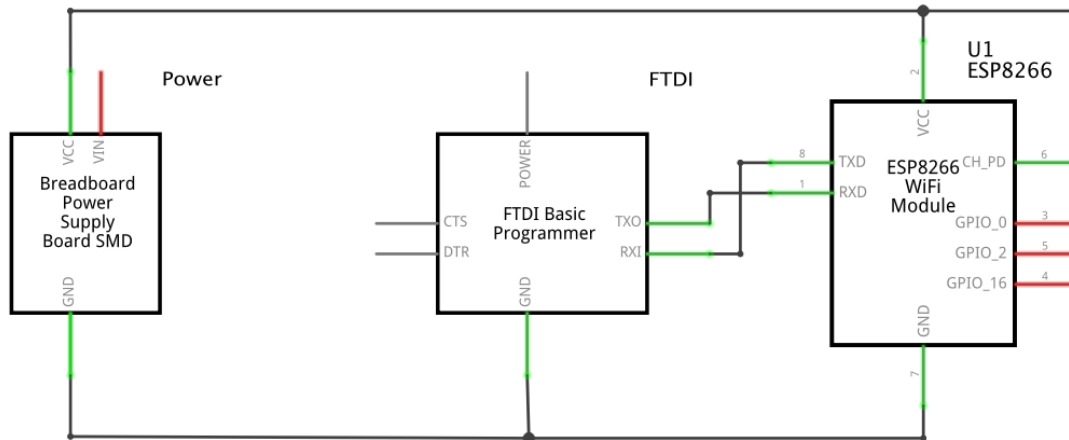 Power
VCC
VIN
Breadboard
Power
Supply
Board SMD
GND
FTDI
POWER
CTS
DTR
FTDI Basic
Programmer
TXO
RXI
GND
U1
ESP8266
2
VCC
8
TXD
1
RXD
ESP8266
WiFi
Module
CH_PD
6
GPIO_0
3
GPIO_2
5
GPIO_16
4
GND
7